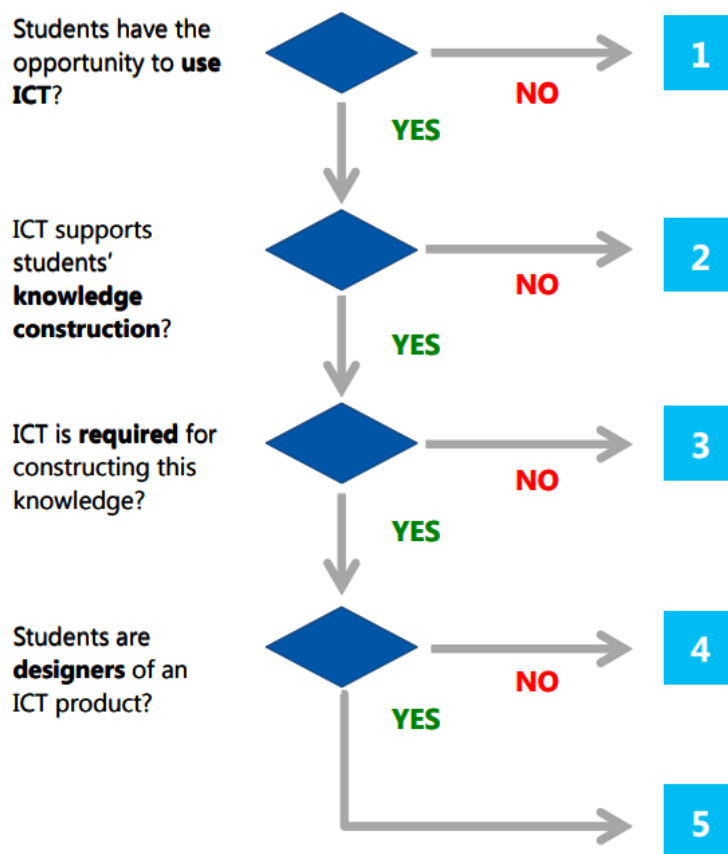 Students have the
opportunity to use
ICT?
1
NO
YES
ICT supports
students'
knowledge
construction?
2
NO
YES
ICT is required for
constructing this
knowledge?
3
NO
YES
Students are
designers of an
ICT product?
4
NO
YES
5